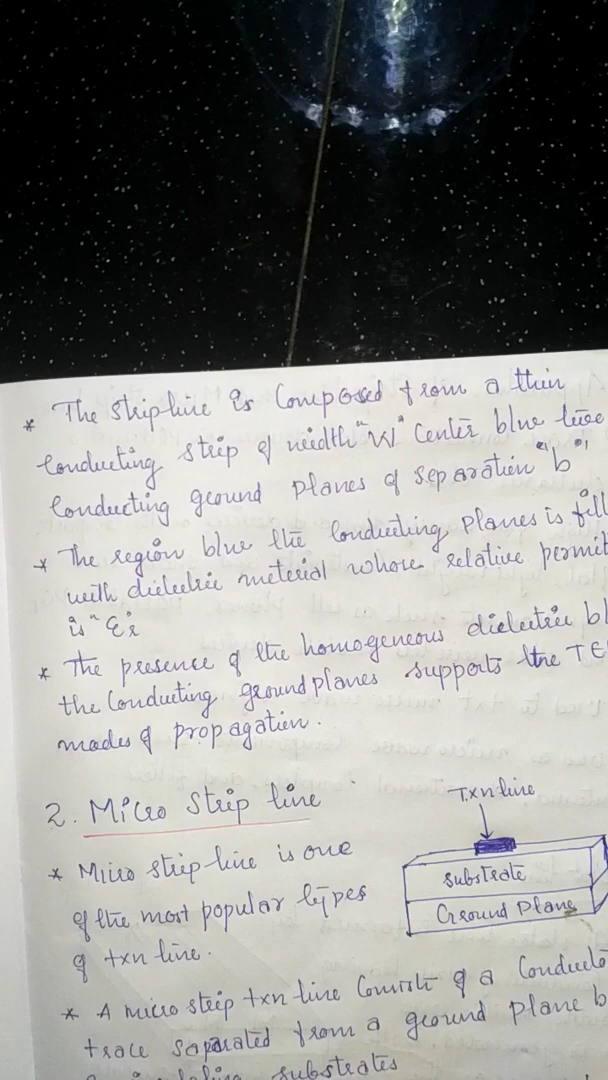 * The stripline is Composed from a thin
Conducting strip of width "W" Center b/w two
Conducting ground planes of separation "b"
* The region b/w the Conducting planes is fill
with dielectric meterial whose relative permit
is "Er
* The presence of the homogeneous dielectric b/
the Conducting ground planes supports the TE
modes of propagation.
2. Micro strip line
* Micro strip line is one
of the most popular types
of txn line.
Txn line
substrate
Ground Plane
* A micro strip txn line Consists of a Conducto
trace separated from a ground plane b
substrates